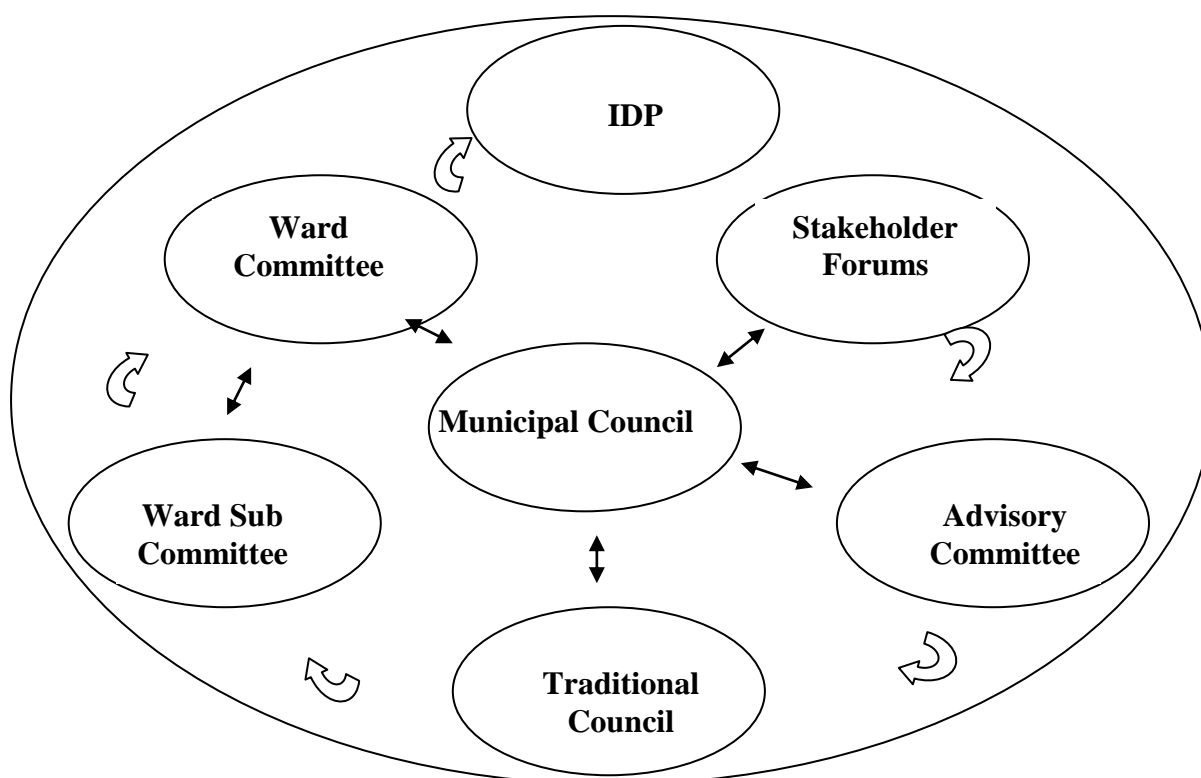 IDP
Ward
Committee
Stakeholder
Forums
Municipal Council
Ward Sub
Committee
Advisory
Committee
Traditional
Council